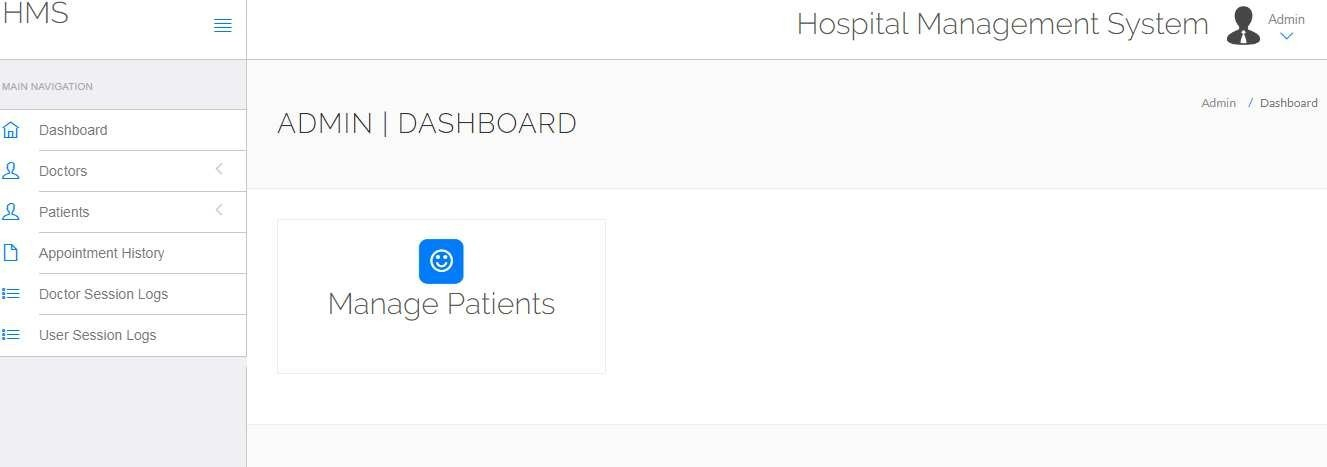 HMS
Hospital Management System
Admin
MAIN NAVIGATION
Dashboard
Doctors
Patients
Appointment History
Doctor Session Logs
User Session Logs
ADMIN | DASHBOARD
Admin / Dashboard
Manage Patients